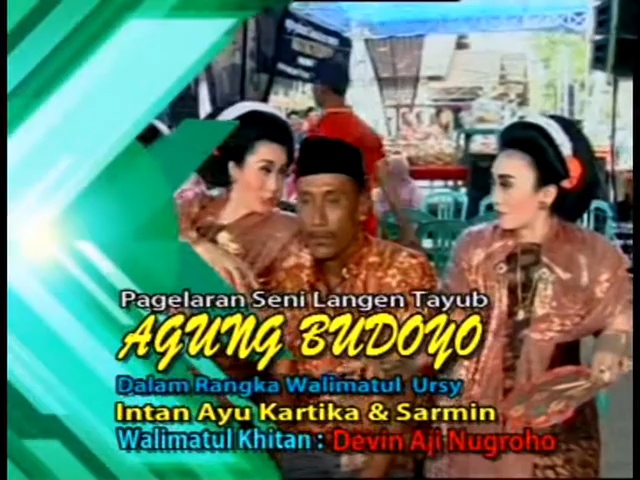 Pagelaran Seni Langen Tayub
AGUNG BUDOYO
Dalam Rangka Walimatul Ursy
Intan Ayu Kartika & Sarmin
Walimatul Khitan : Devin Aji Nugroho